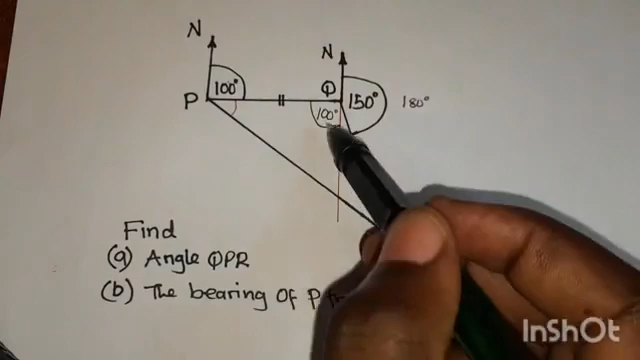 N
N
P
100°
Q
150°
180°
100°
Find
(a) Angle QPR
(b) The bearing Of P
InShOt